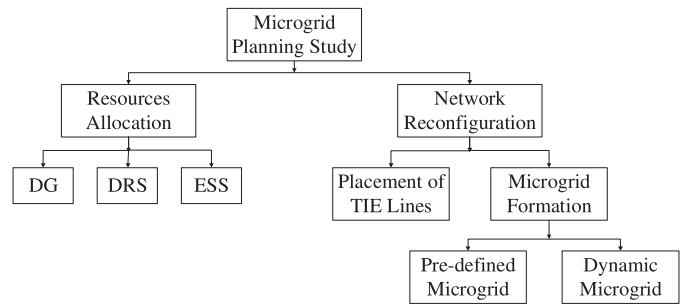 Microgrid
Planning Study
Resources
Allocation
Network
Reconfiguration
DG
DRS
ESS
Placement of
TIE Lines
Microgrid
Formation
Pre-defined
Microgrid
Dynamic
Microgrid